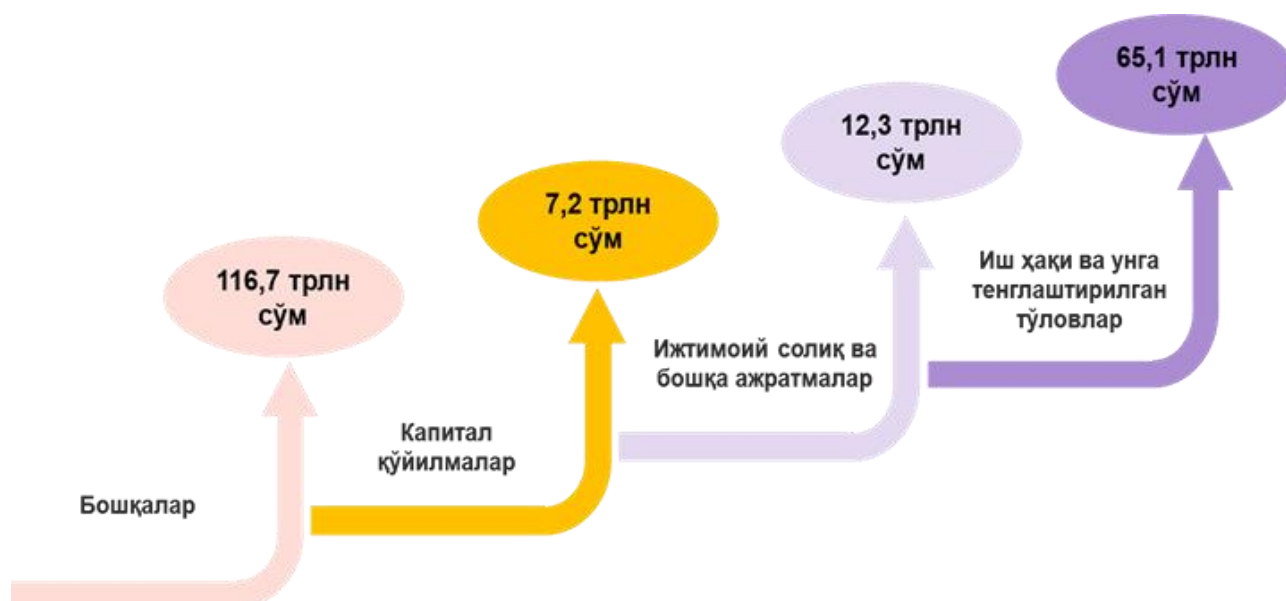 65,1 трлн
сўм
12,3 трлн
сўм
7,2 трлн
сўм
116,7 трлн
сўм
Иш ҳақи ва унга
тенглаштирилган
тўловлар
Ижтимоий солиқ ва
бошқа ажратмалар
Капитал
қўйилмалар
Бошқалар